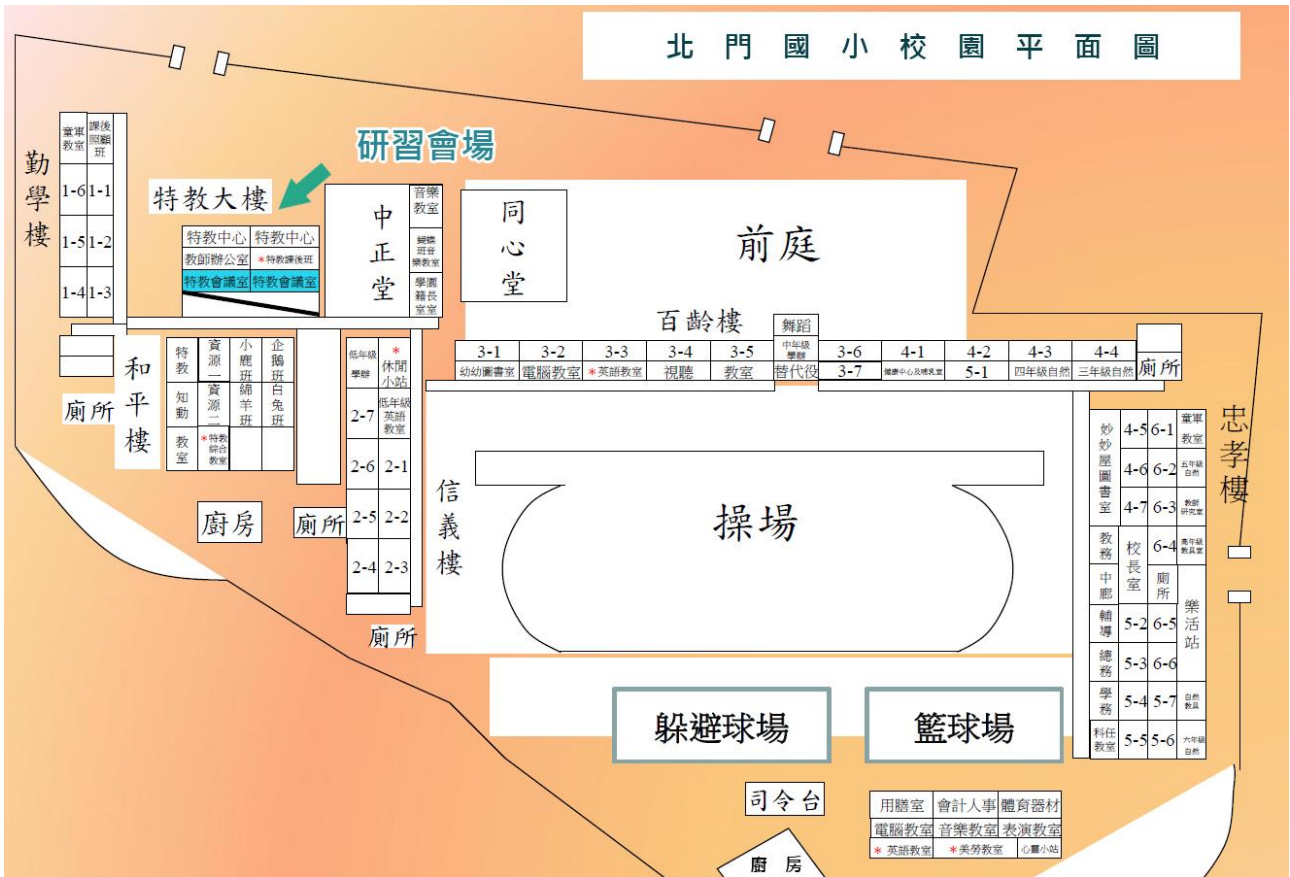 北門國小校園平面圖
研習會場
勤學樓
童軍教室
課後照顧班
1-6 1-1
1-5 1-2
1-4 1-3
特教大樓
特教中心 特教中心
教師辦公室 *特教課後班
特教會議室 特教會議室
中正堂
音樂教室
蝴蝶班音樂教室
學籍室 園長室
同心堂
前庭
百齡樓
舞蹈
3-1 3-2 3-3 3-4 3-5 中年級學辦 3-6 4-1 4-2 4-3 4-4
幼幼圖書室 電腦教室 *英語教室 視聽 教室 替代役 3-7 健康中心及哺乳室 5-1 四年級自然 三年級自然 廁所
廁所
和平樓
特教知動教室
資源一
小鹿班
企鵝班
資源二
綿羊班
白兔班
*特教綜合教室
廚房
廁所
低年級學辦
*休閒小站
2-7 低年級英語教室
2-6 2-1
2-5 2-2
2-4 2-3
廁所
信義樓
操場
躲避球場
籃球場
忠孝樓
妙妙屋圖書室
4-5 6-1 童軍教室
4-6 6-2 五年級自然
4-7 6-3 教師研究室
教務
校長室
6-4 高年級教具室
中廊
廁所
樂活站
輔導 5-2 6-5
總務 5-3 6-6
學務 5-4 5-7 自然教具
科任教室 5-5 5-6 六年級自然
司令台
廚房
用膳室 會計人事 體育器材
電腦教室 音樂教室 表演教室
*英語教室 *美勞教室 心靈小站